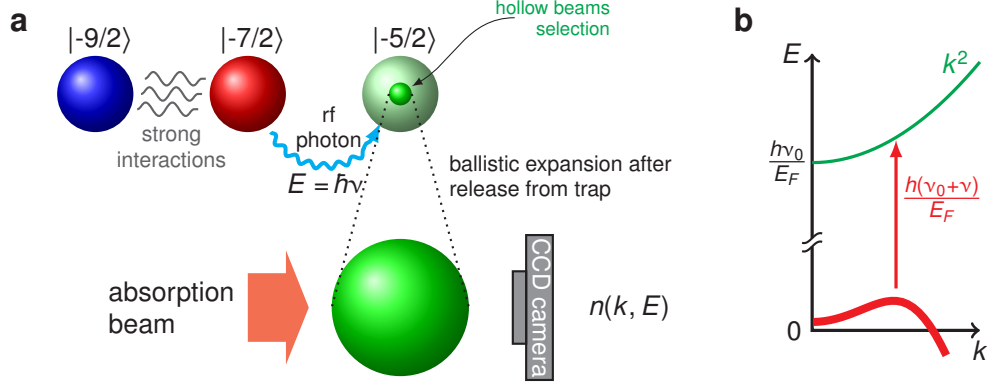 a
|-9/2⟩
|-7/2⟩
|-5/2⟩
hollow beams
selection
strong
interactions
rf
photon
E = ℏν
ballistic expansion after
release from trap
absorption
beam
CCD camera
n(k, E)
b
E
k²
hν₀
E_F
h(ν₀+ν)
E_F
0
k